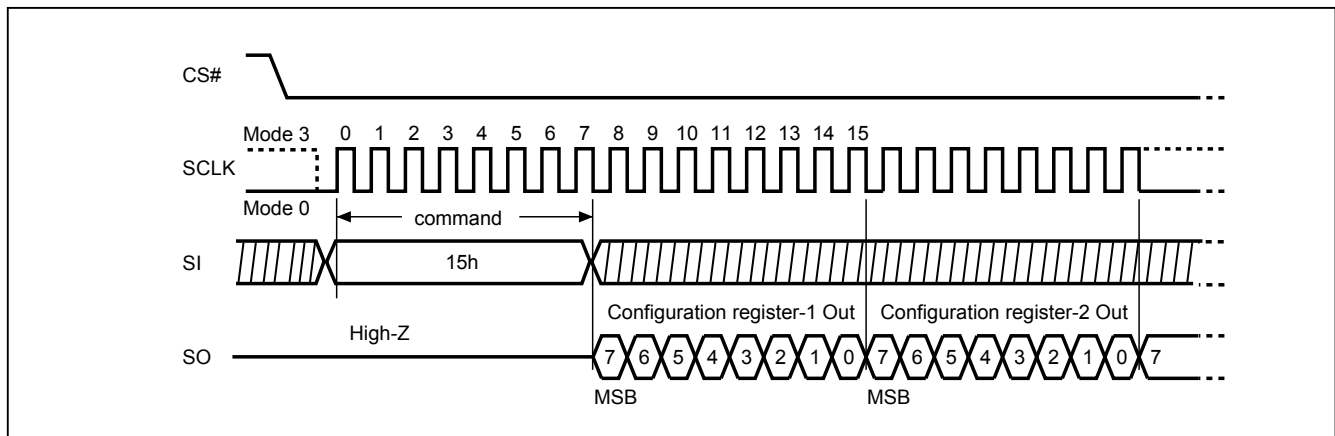 CS#
Mode 3 0 1 2 3 4 5 6 7 8 9 10 11 12 13 14 15
SCLK
Mode 0
command
SI 15h
Configuration register-1 Out Configuration register-2 Out
High-Z
SO 7 6 5 4 3 2 1 0 7 6 5 4 3 2 1 0 7
MSB MSB